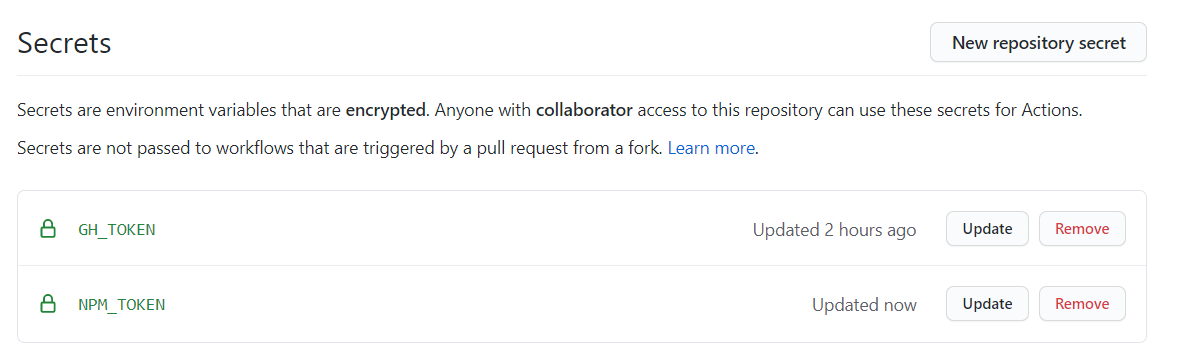 Secrets
New repository secret
Secrets are environment variables that are encrypted. Anyone with collaborator access to this repository can use these secrets for Actions.
Secrets are not passed to workflows that are triggered by a pull request from a fork. Learn more.
GH_TOKEN Updated 2 hours ago Update Remove
NPM_TOKEN Updated now Update Remove